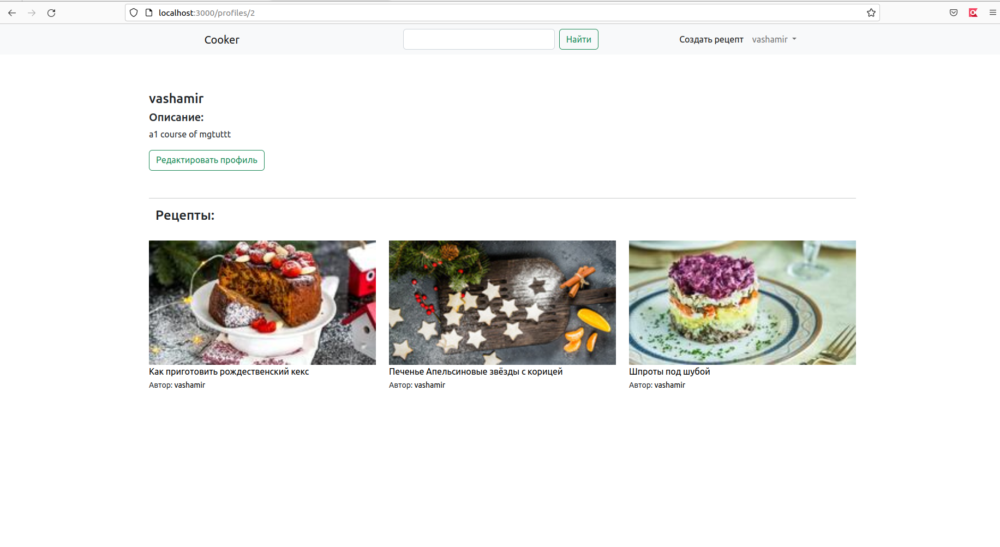 localhost:3000/profiles/2
Cooker
Найти
Создать рецепт
vashamir
vashamir
Описание:
a1 course of mgtuttt
Редактировать профиль
Рецепты:
Как приготовить рождественский кекс
Автор: vashamir
Печенье Апельсиновые звёзды с корицей
Автор: vashamir
Шпроты под шубой
Автор: vashamir